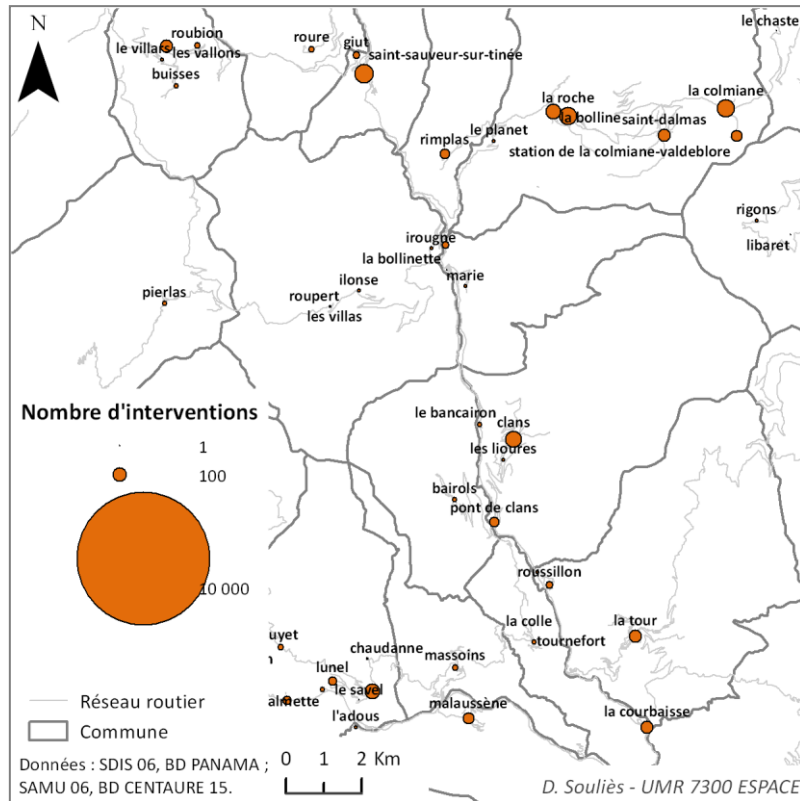 N
le chaste
roubion
roure
giut
le villars
les vallons
saint-sauveur-sur-tinée
buisses
la colmiane
la roche
la bolline
saint-dalmas
le planet
rimplas
station de la colmiane-valdeblore
rigons
irougne
libaret
la bollinette
marie
ilonse
pierlas
roupert
les villas
Nombre d'interventions
1
100
10 000
le bancairon
clans
les lioures
bairols
pont de clans
roussillon
la colle
la tour
tournefort
uyet
chaudanne
massoins
lunel
le savel
almette
malaussène
l'adous
la courbaisse
Réseau routier
Commune
Données : SDIS 06, BD PANAMA ;
SAMU 06, BD CENTAURE 15.
0 1 2 Km
D. Souliès - UMR 7300 ESPACE